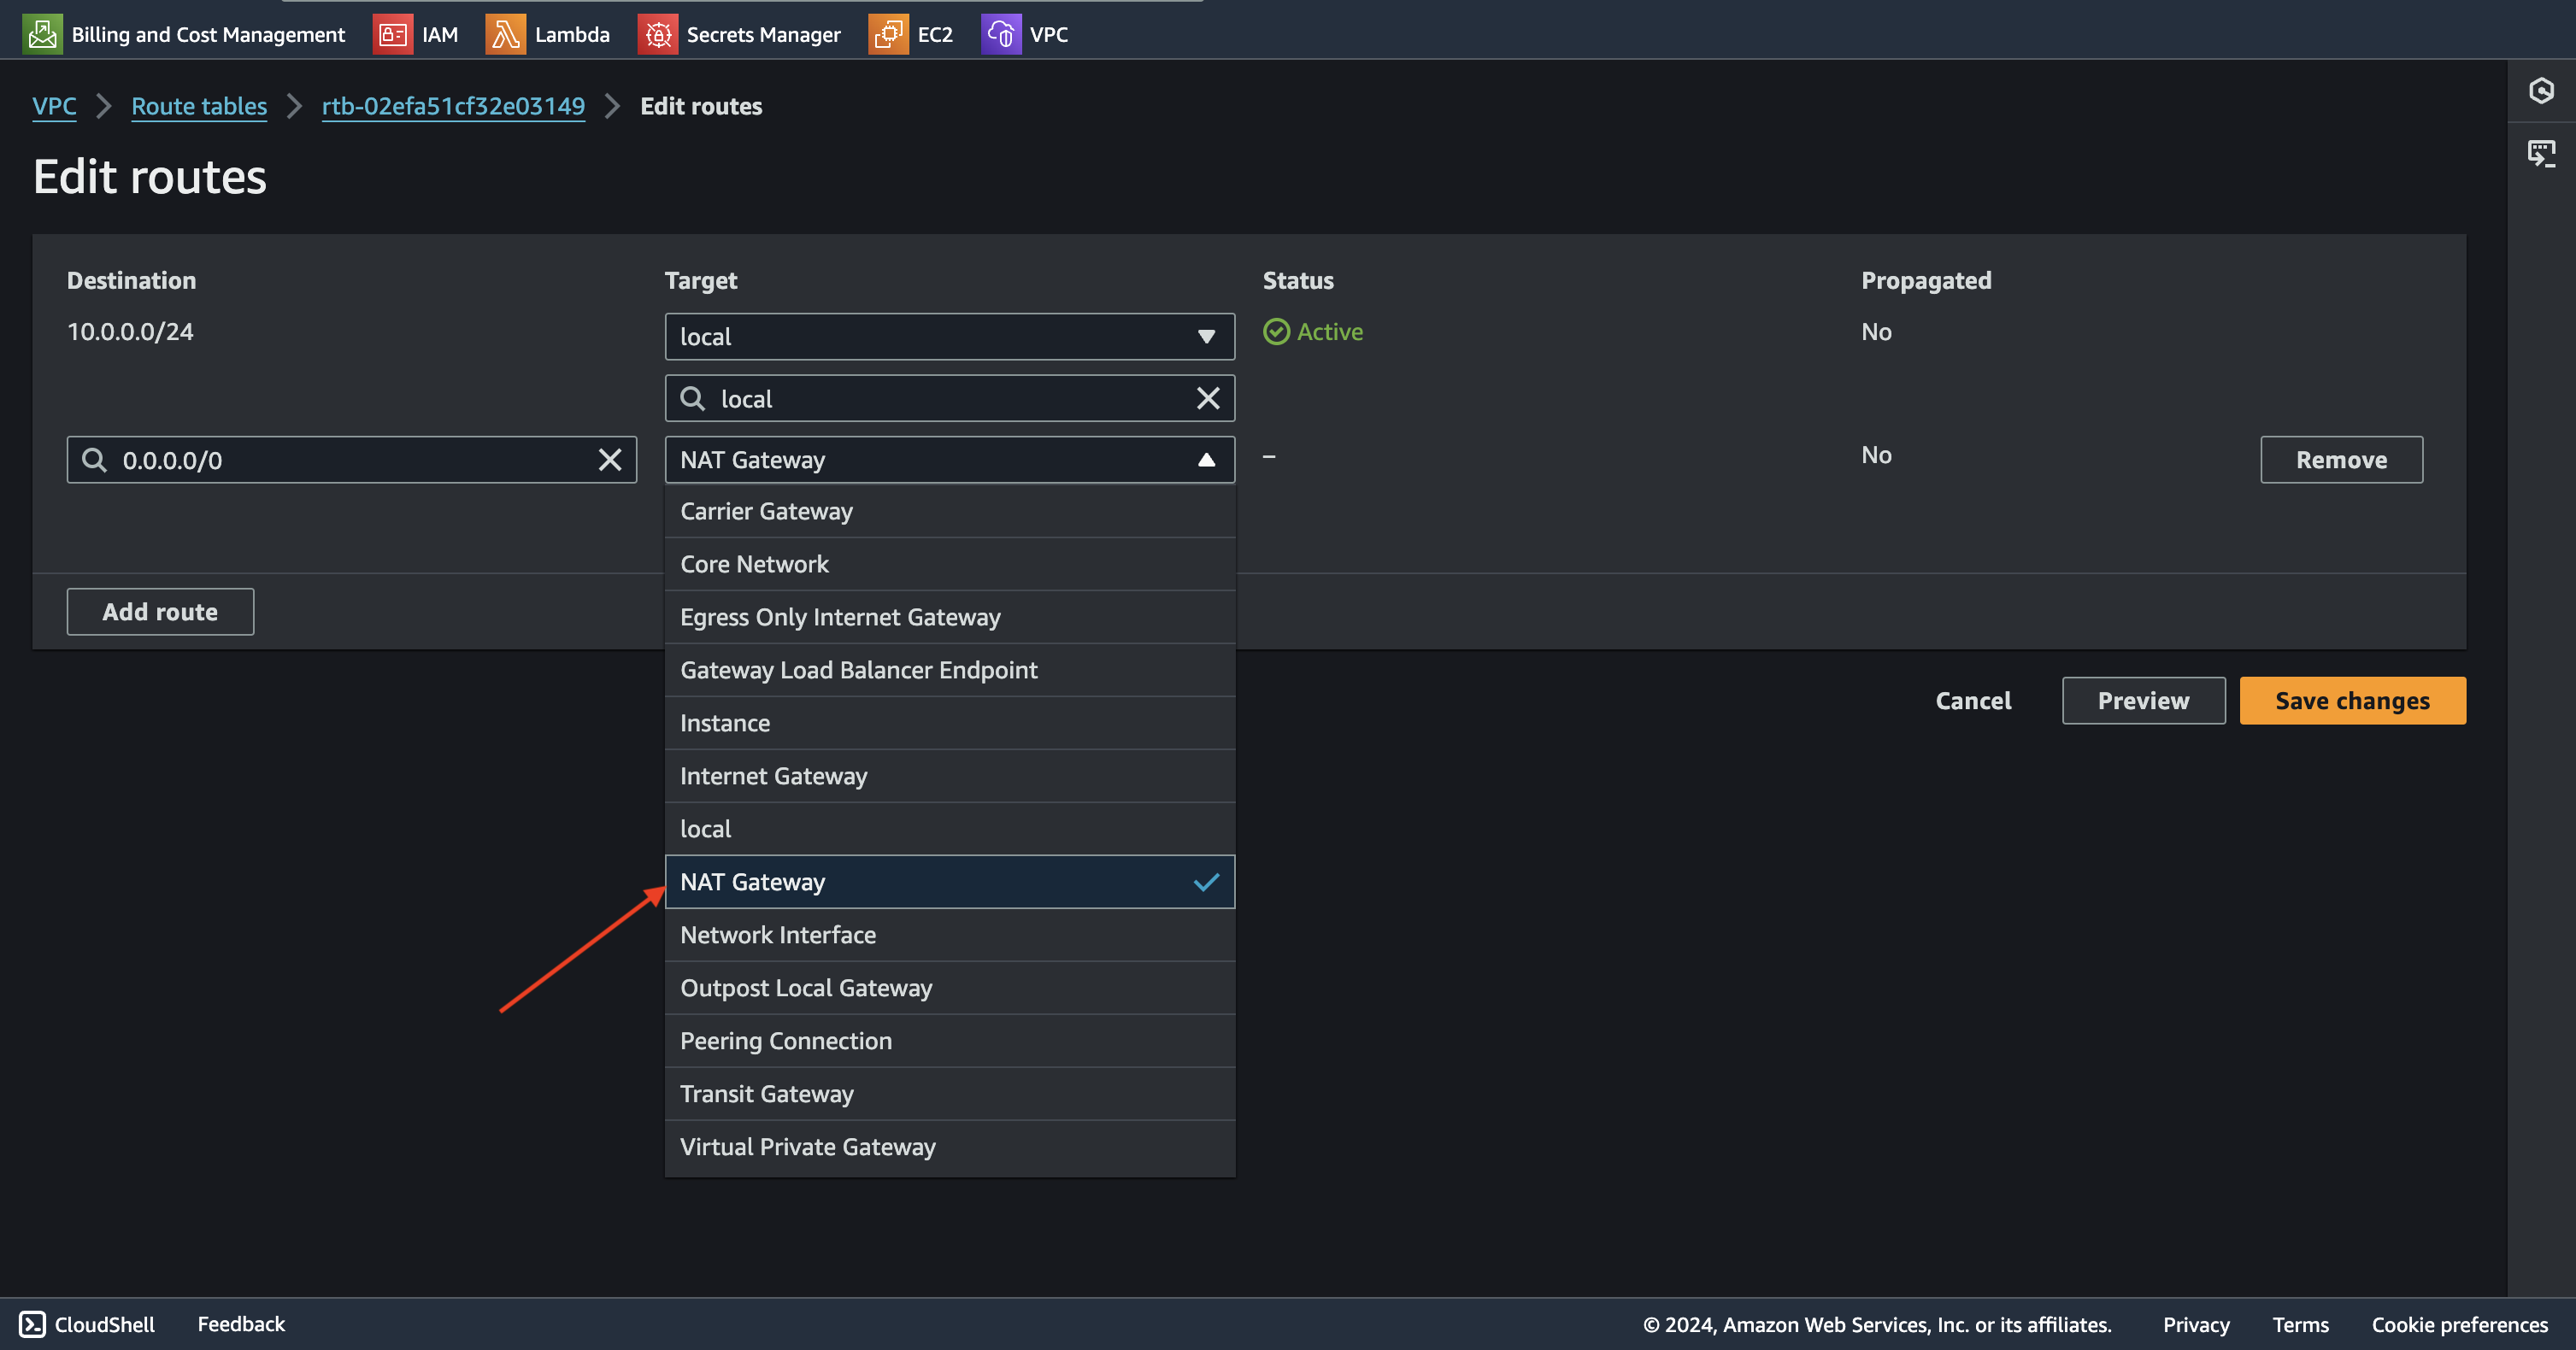 Billing and Cost Management IAM Lambda Secrets Manager EC2 VPC
VPC Route tables rtb-02efa51cf32e03149 Edit routes
Edit routes
Destination Target Status Propagated
10.0.0.0/24 local Active No
local
0.0.0.0/0 NAT Gateway – No Remove
Carrier Gateway
Core Network
Egress Only Internet Gateway
Add route
Gateway Load Balancer Endpoint
Cancel Preview Save changes
Instance
Internet Gateway
local
NAT Gateway
Network Interface
Outpost Local Gateway
Peering Connection
Transit Gateway
Virtual Private Gateway
CloudShell Feedback © 2024, Amazon Web Services, Inc. or its affiliates. Privacy Terms Cookie preferences